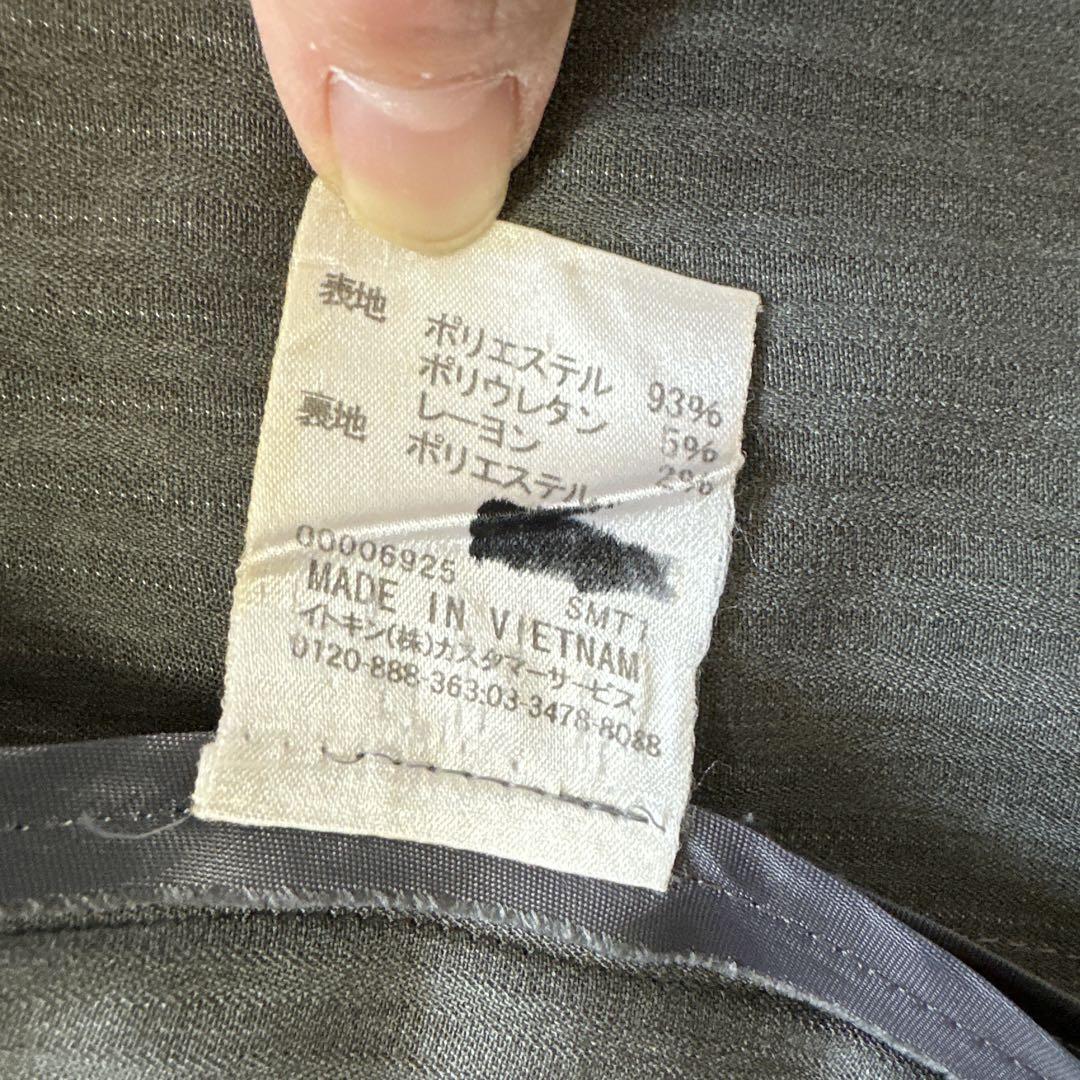 表地 ポリエステル 93%
ポリウレタン 5%
レーヨン 2%
裏地 ポリエステル
00006925
SMT1
MADE IN VIETNAM
イトキン(株)カスタマーサービス
0120-888-363:03-3478-8088